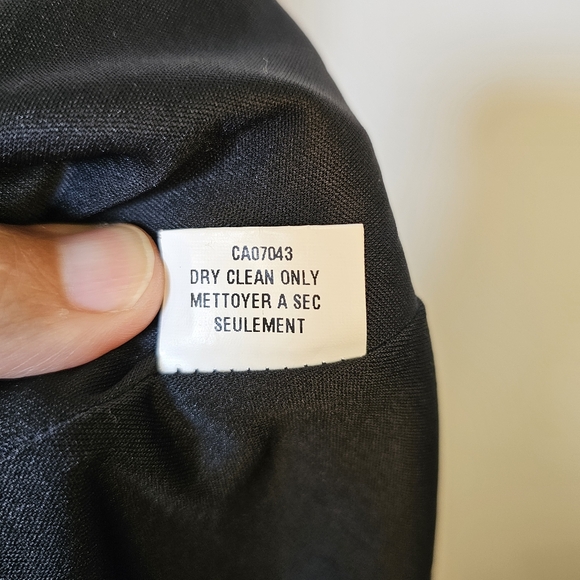 CA07043
DRY CLEAN ONLY
METTOYER A SEC
SEULEMENT